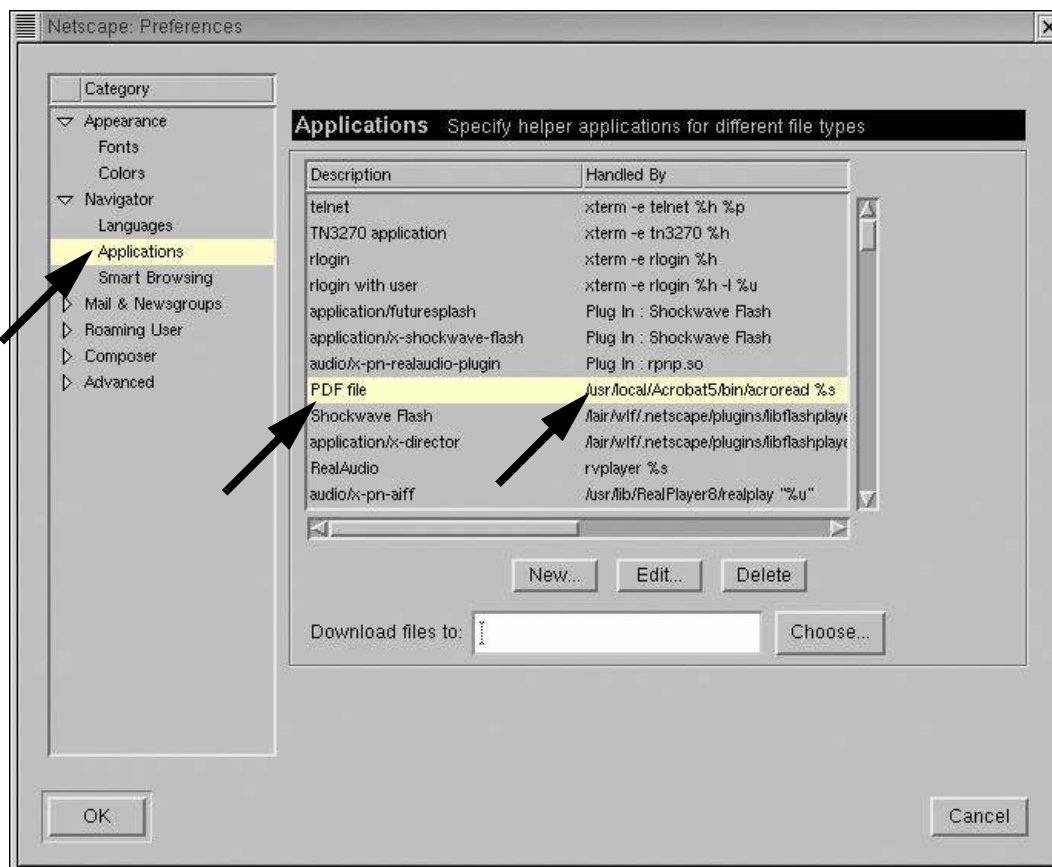 Netscape: Preferences
Category
Appearance
Fonts
Colors
Navigator
Languages
Applications
Smart Browsing
Mail & Newsgroups
Roaming User
Composer
Advanced
Applications Specify helper applications for different file types
Description Handled By
telnet xterm -e telnet %h %p
TN3270 application xterm -e tn3270 %h
rlogin xterm -e rlogin %h
rlogin with user xterm -e rlogin %h -l %u
application/futuresplash Plug In : Shockwave Flash
application/x-shockwave-flash Plug In : Shockwave Flash
audio/x-pn-realaudio-plugin Plug In : rpnp.so
PDF file /usr/local/Acrobat5/bin/acroread %s
Shockwave Flash /lair/wlf/.netscape/plugins/libflashplaye
application/x-director /lair/wlf/.netscape/plugins/libflashplaye
RealAudio rvplayer %s
audio/x-pn-aiff /usr/lib/RealPlayer8/realplay "%u"
New... Edit... Delete
Download files to: Choose...
OK Cancel